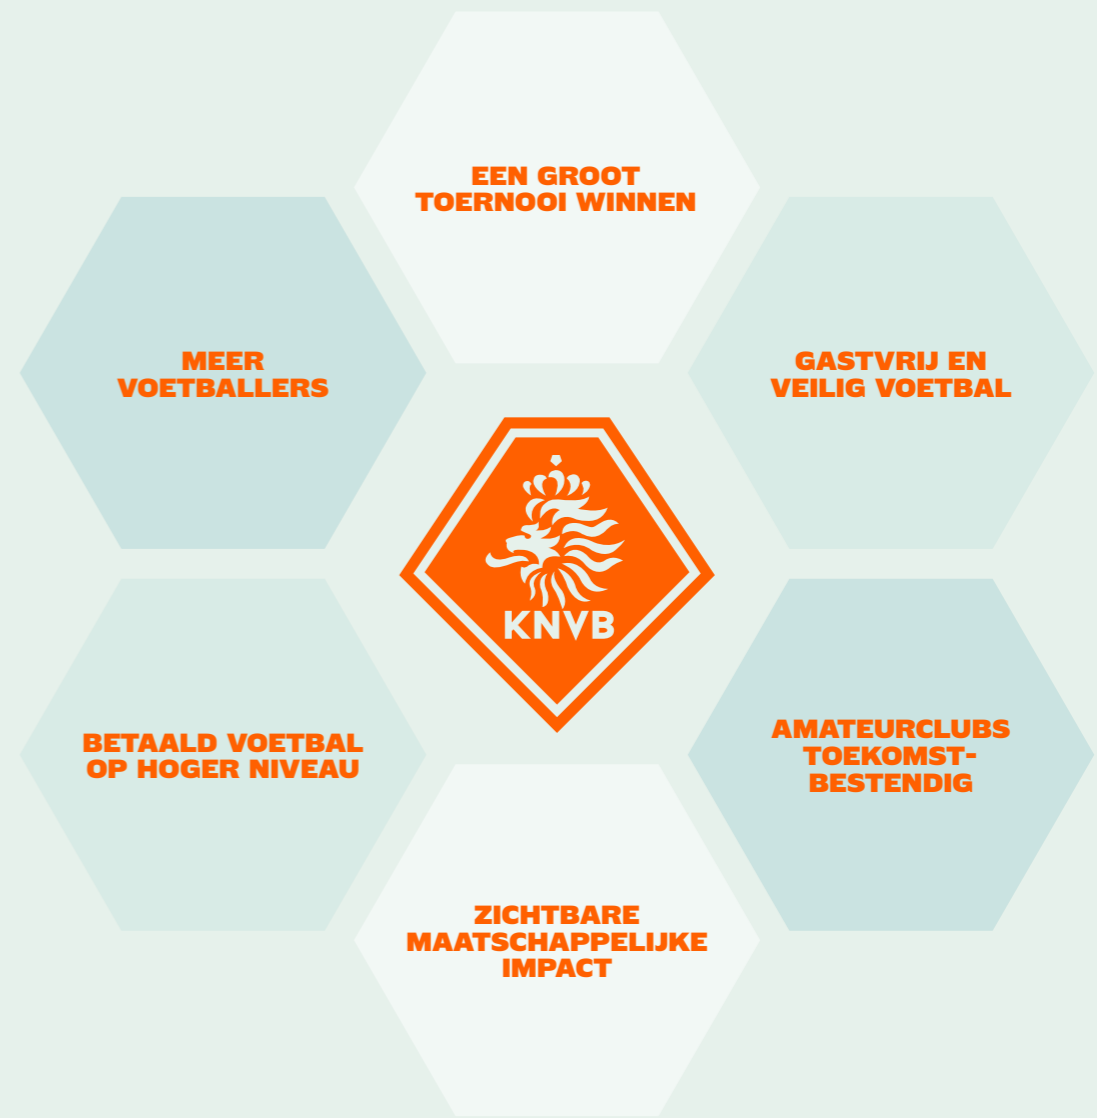 EEN GROOT
TOERNOOI WINNEN
MEER
VOETBALLERS
GASTVRIJ EN
VEILIG VOETBAL
KNVB
BETAALD VOETBAL
OP HOGER NIVEAU
AMATEURCLUBS
TOEKOMST-
BESTENDIG
ZICHTBARE
MAATSCHAPPELIJKE
IMPACT